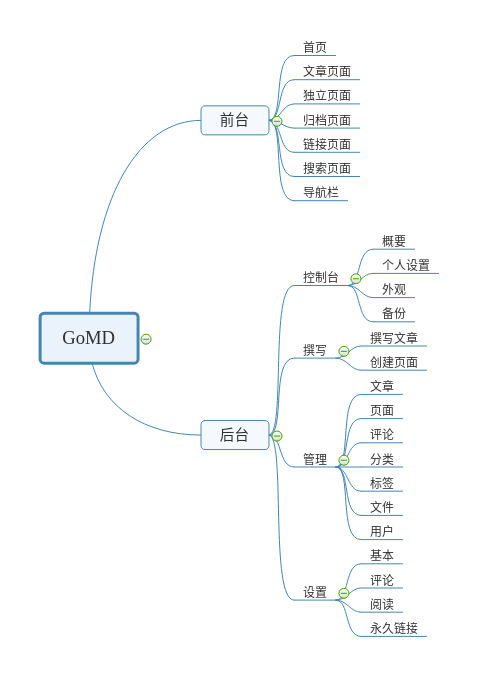 GoMD
前台
首页
文章页面
独立页面
归档页面
链接页面
搜索页面
导航栏
后台
控制台
概要
个人设置
外观
备份
撰写
撰写文章
创建页面
管理
文章
页面
评论
分类
标签
文件
用户
设置
基本
评论
阅读
永久链接